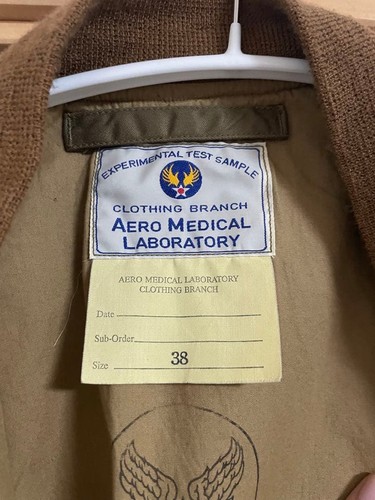 EXPERIMENTAL TEST SAMPLE
CLOTHING BRANCH
AERO MEDICAL
LABORATORY
AERO MEDICAL LABORATORY
CLOTHING BRANCH
Date
Sub-Order
Size 38